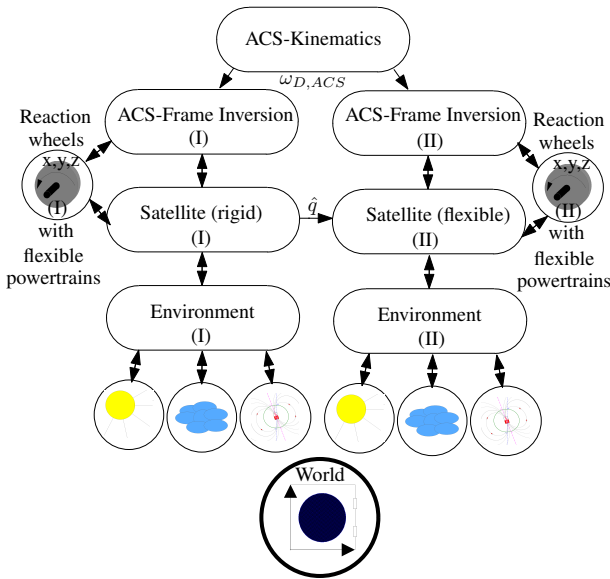 ACS-Kinematics
ω_{D,ACS}
ACS-Frame Inversion
(I)
ACS-Frame Inversion
(II)
Reaction
wheels
x,y,z
(I)
with
flexible
powertrains
Reaction
wheels
x,y,z
(II)
with
flexible
powertrains
Satellite (rigid)
(I)
q̂
Satellite (flexible)
(II)
Environment
(I)
Environment
(II)
World